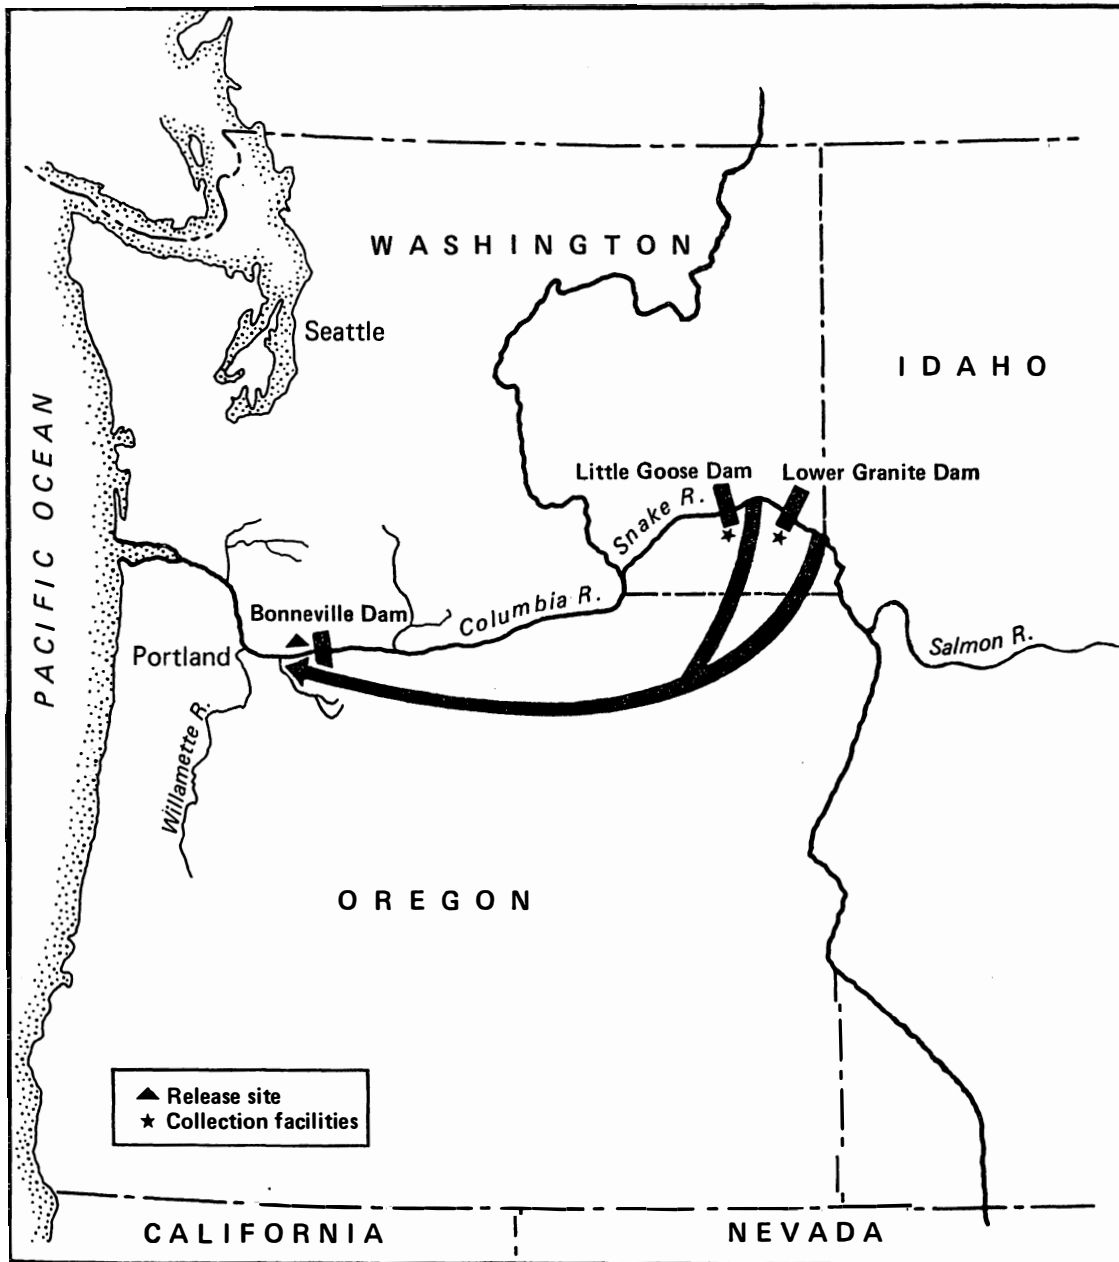 WASHINGTON
Seattle
IDAHO
PACIFIC OCEAN
Little Goose Dam
Lower Granite Dam
Snake R.
Bonneville Dam
Columbia R.
Portland
Salmon R.
Willamette R.
OREGON
Release site
Collection facilities
CALIFORNIA
NEVADA